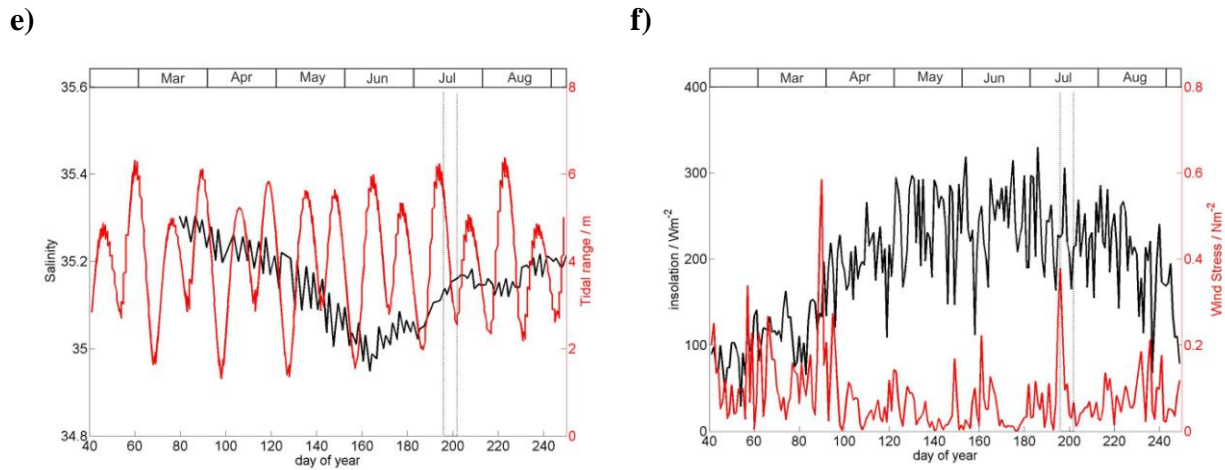 e)
Mar Apr May Jun Jul Aug
35.6
35.4
35.2
35
34.8
Salinity
8
6
4
2
0
Tidal range / m
40 60 80 100 120 140 160 180 200 220 240
day of year
f)
Mar Apr May Jun Jul Aug
400
300
200
100
0
insolation / Wm-2
0.8
0.6
0.4
0.2
0
Wind Stress / Nm-2
40 60 80 100 120 140 160 180 200 220 240
day of year